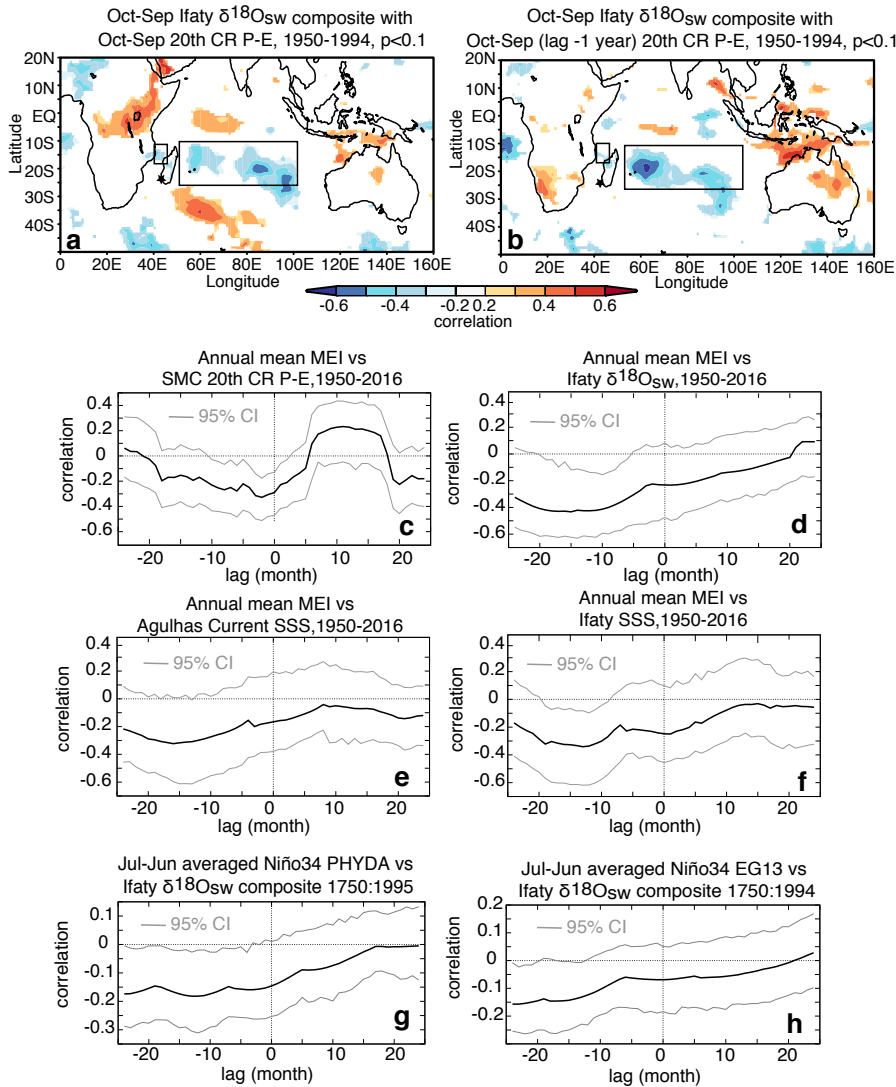 Oct-Sep Ifaty δ18Osw composite with
Oct-Sep 20th CR P-E, 1950-1994, p<0.1
Oct-Sep Ifaty δ18Osw composite with
Oct-Sep (lag -1 year) 20th CR P-E, 1950-1994, p<0.1
20N
10N
EQ
10S
20S
30S
40S
Latitude
a
0 20E 40E 60E 80E 100E 120E 140E 160E
Longitude
20N
10N
EQ
10S
20S
30S
40S
Latitude
b
0 20E 40E 60E 80E 100E 120E 140E 160E
Longitude
-0.6 -0.4 -0.2 0.2 0.4 0.6
correlation
Annual mean MEI vs
SMC 20th CR P-E,1950-2016
95% CI
0.4
0.2
0
-0.2
-0.4
-0.6
correlation
c
-20 -10 0 10 20
lag (month)
Annual mean MEI vs
Ifaty δ18Osw,1950-2016
95% CI
0.4
0.2
0
-0.2
-0.4
-0.6
correlation
d
-20 -10 0 10 20
lag (month)
Annual mean MEI vs
Agulhas Current SSS,1950-2016
95% CI
0.4
0.2
0
-0.2
-0.4
-0.6
correlation
e
-20 -10 0 10 20
lag (month)
Annual mean MEI vs
Ifaty SSS,1950-2016
95% CI
0.4
0.2
0
-0.2
-0.4
-0.6
correlation
f
-20 -10 0 10 20
lag (month)
Jul-Jun averaged Niño34 PHYDA vs
Ifaty δ18Osw composite 1750:1995
95% CI
0.1
0
-0.1
-0.2
-0.3
correlation
g
-20 -10 0 10 20
lag (month)
Jul-Jun averaged Niño34 EG13 vs
Ifaty δ18Osw composite 1750:1994
95% CI
0.2
0.1
0
-0.1
-0.2
correlation
h
-20 -10 0 10 20
lag (month)